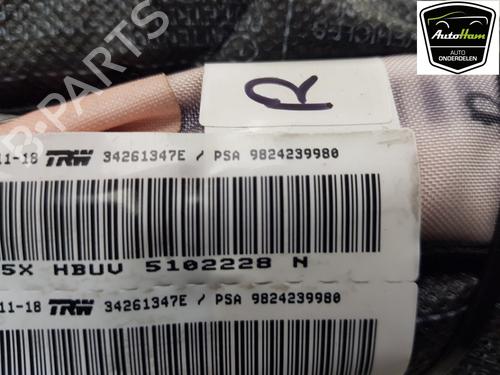 AutoHam
AUTO
ONDERDELEN
B-PARTS
R
11-18 TRW 34261347E / PSA 9824239980
5X HBUV 5102228 N
11-18 TRW 34261347E / PSA 9824239980